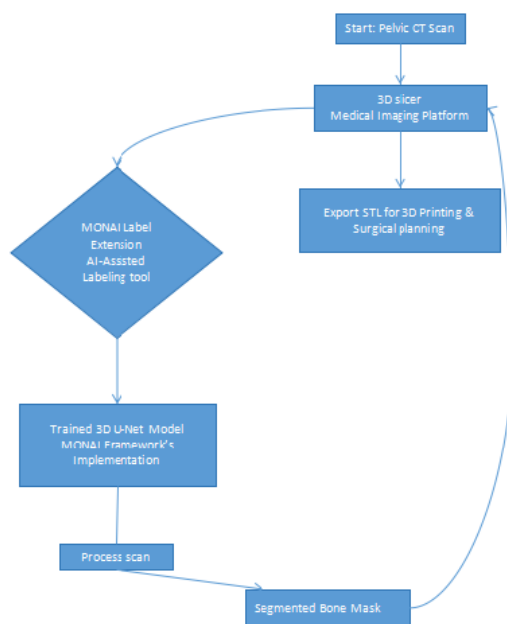 Start: Pelvic CT Scan
3D slicer
Medical Imaging Platform
Export STL for 3D Printing &
Surgical planning
MONAI Label
Extension
AI-Asssted
Labeling tool
Trained 3D U-Net Model
MONAI Framework's
Implementation
Process scan
Segmented Bone Mask